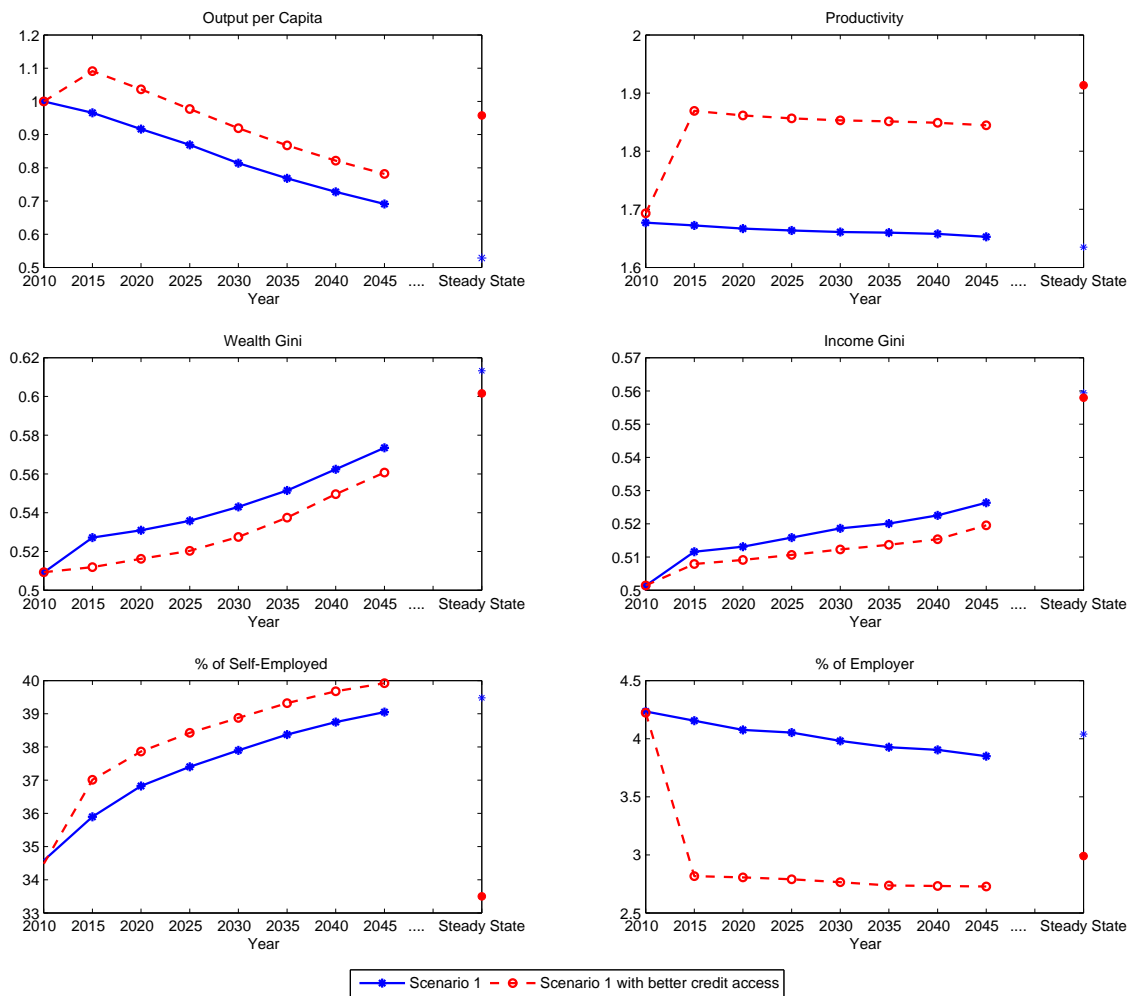 Output per Capita
1.2
1.1
1
0.9
0.8
0.7
0.6
0.5
2010 2015 2020 2025 2030 2035 2040 2045 .... Steady State
Year
Productivity
2
1.9
1.8
1.7
1.6
2010 2015 2020 2025 2030 2035 2040 2045 .... Steady State
Year
Wealth Gini
0.62
0.6
0.58
0.56
0.54
0.52
0.5
2010 2015 2020 2025 2030 2035 2040 2045 .... Steady State
Year
Income Gini
0.57
0.56
0.55
0.54
0.53
0.52
0.51
0.5
2010 2015 2020 2025 2030 2035 2040 2045 .... Steady State
Year
% of Self-Employed
40
39
38
37
36
35
34
33
2010 2015 2020 2025 2030 2035 2040 2045 .... Steady State
Year
% of Employer
4.5
4
3.5
3
2.5
2010 2015 2020 2025 2030 2035 2040 2045 .... Steady State
Year
Scenario 1 Scenario 1 with better credit access